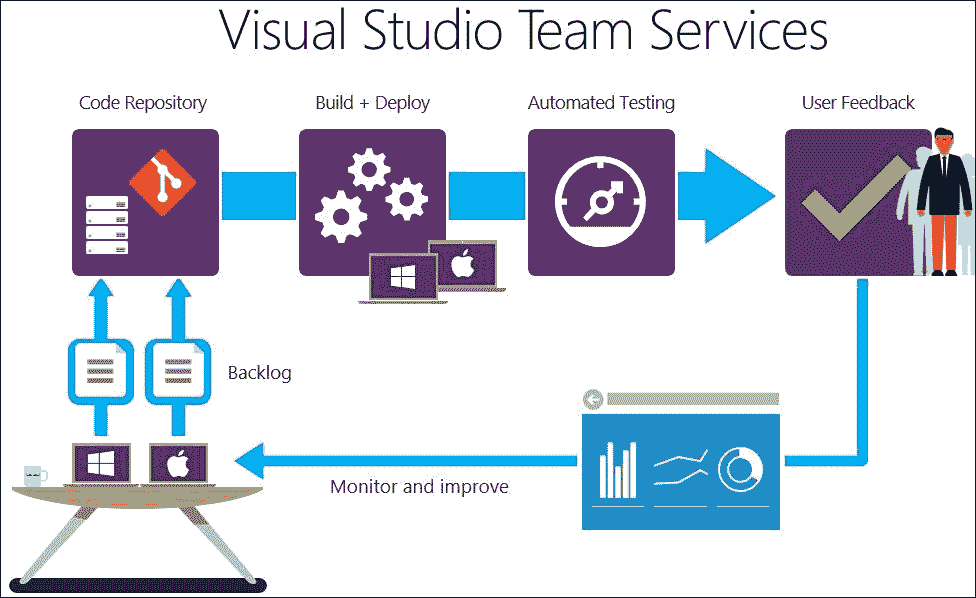 Visual Studio Team Services
Code Repository
Build + Deploy
Automated Testing
User Feedback
Backlog
Monitor and improve